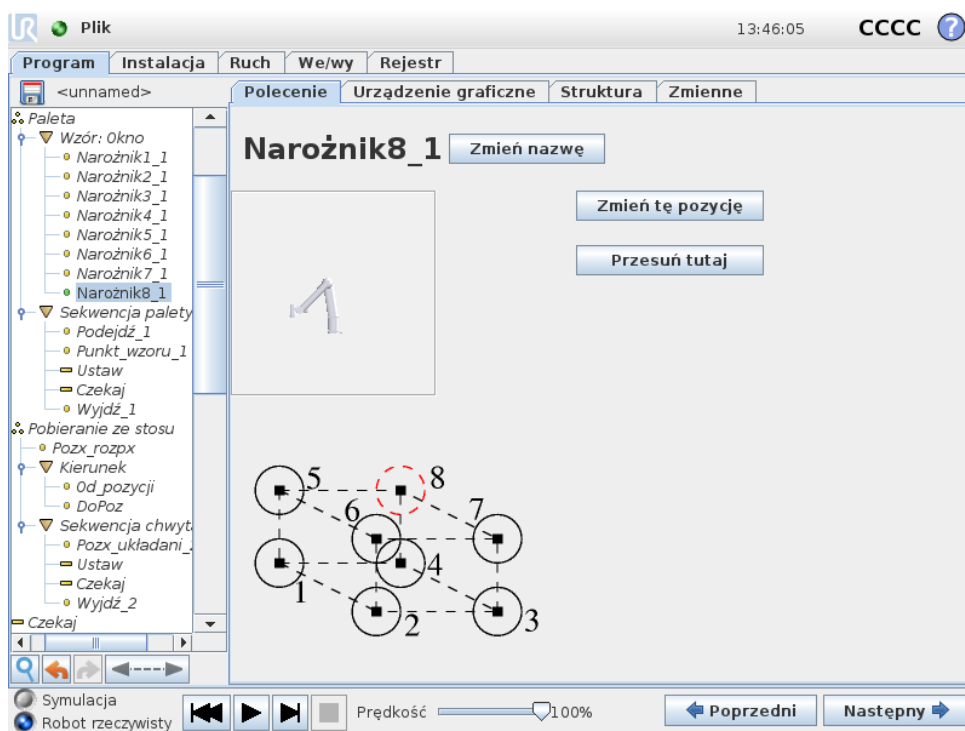 UR Plik 13:46:05 CCCC ?
Program Instalacja Ruch We/wy Rejestr
<unnamed>
Polecenie Urządzenie graficzne Struktura Zmienne
Paleta
Wzór: Okno
Narożnik1_1
Narożnik2_1
Narożnik3_1
Narożnik4_1
Narożnik5_1
Narożnik6_1
Narożnik7_1
Narożnik8_1
Sekwencja palety
Podejdź_1
Punkt_wzoru_1
Ustaw
Czekaj
Wyjdź_1
Pobieranie ze stosu
Pozx_rozpx
Kierunek
Od_pozycji
DoPoz
Sekwencja chwyt
Pozx_układani_
Ustaw
Czekaj
Wyjdź_2
Czekaj
Narożnik8_1 Zmień nazwę
Zmień tę pozycję
Przesuń tutaj
5 8
6 7
1 4
2 3
Symulacja
Robot rzeczywisty
Prędkość 100% Poprzedni Następny